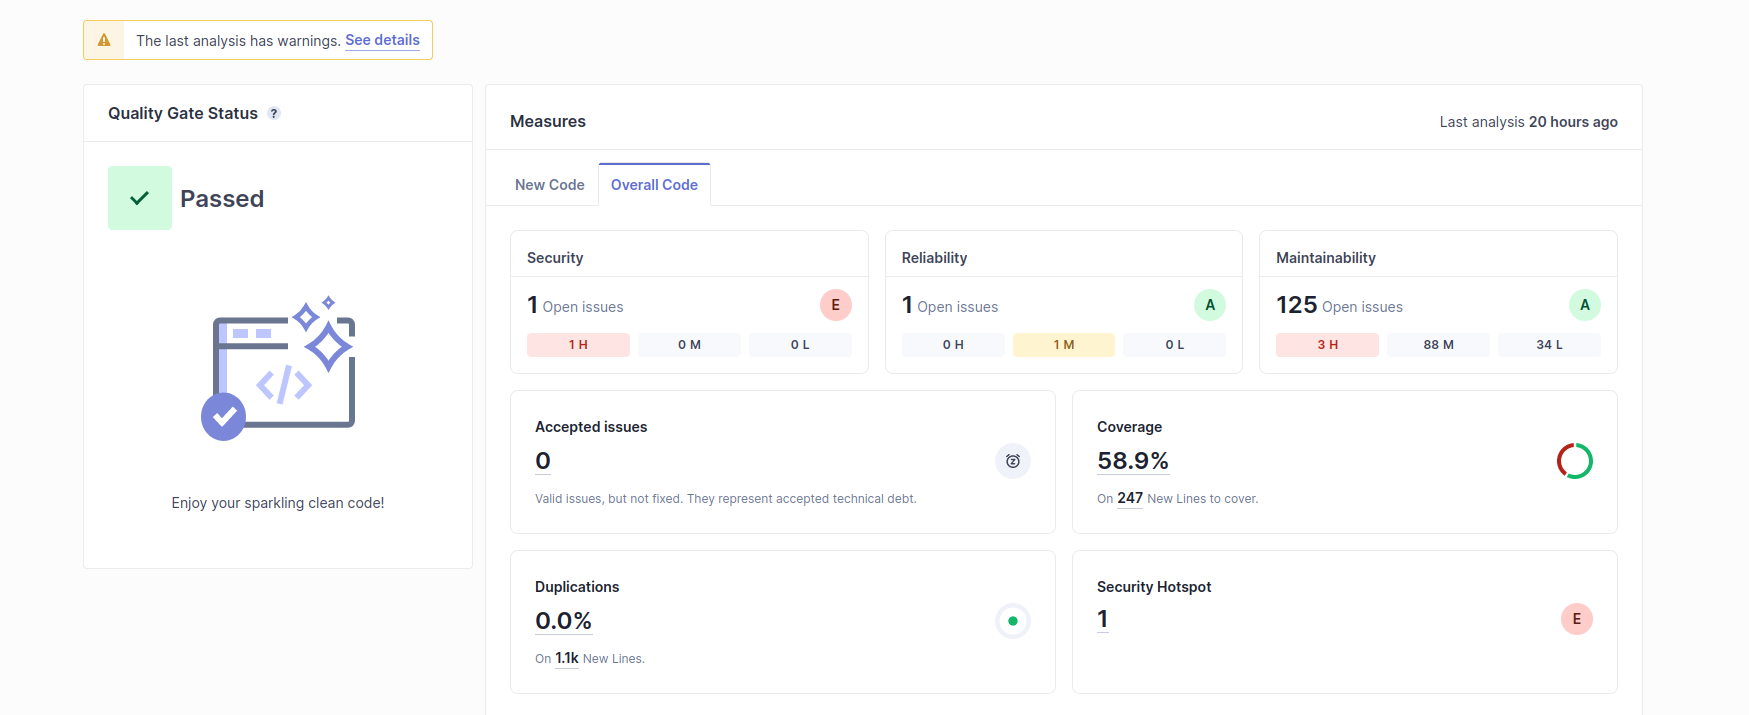 The last analysis has warnings. See details
Quality Gate Status ?
Passed
</>
Enjoy your sparkling clean code!
Measures
Last analysis 20 hours ago
New Code
Overall Code
Security
1 Open issues
E
1 H
0 M
0 L
Reliability
1 Open issues
A
0 H
1 M
0 L
Maintainability
125 Open issues
A
3 H
88 M
34 L
Accepted issues
0
Valid issues, but not fixed. They represent accepted technical debt.
Coverage
58.9%
On 247 New Lines to cover.
Duplications
0.0%
On 1.1k New Lines.
Security Hotspot
1
E